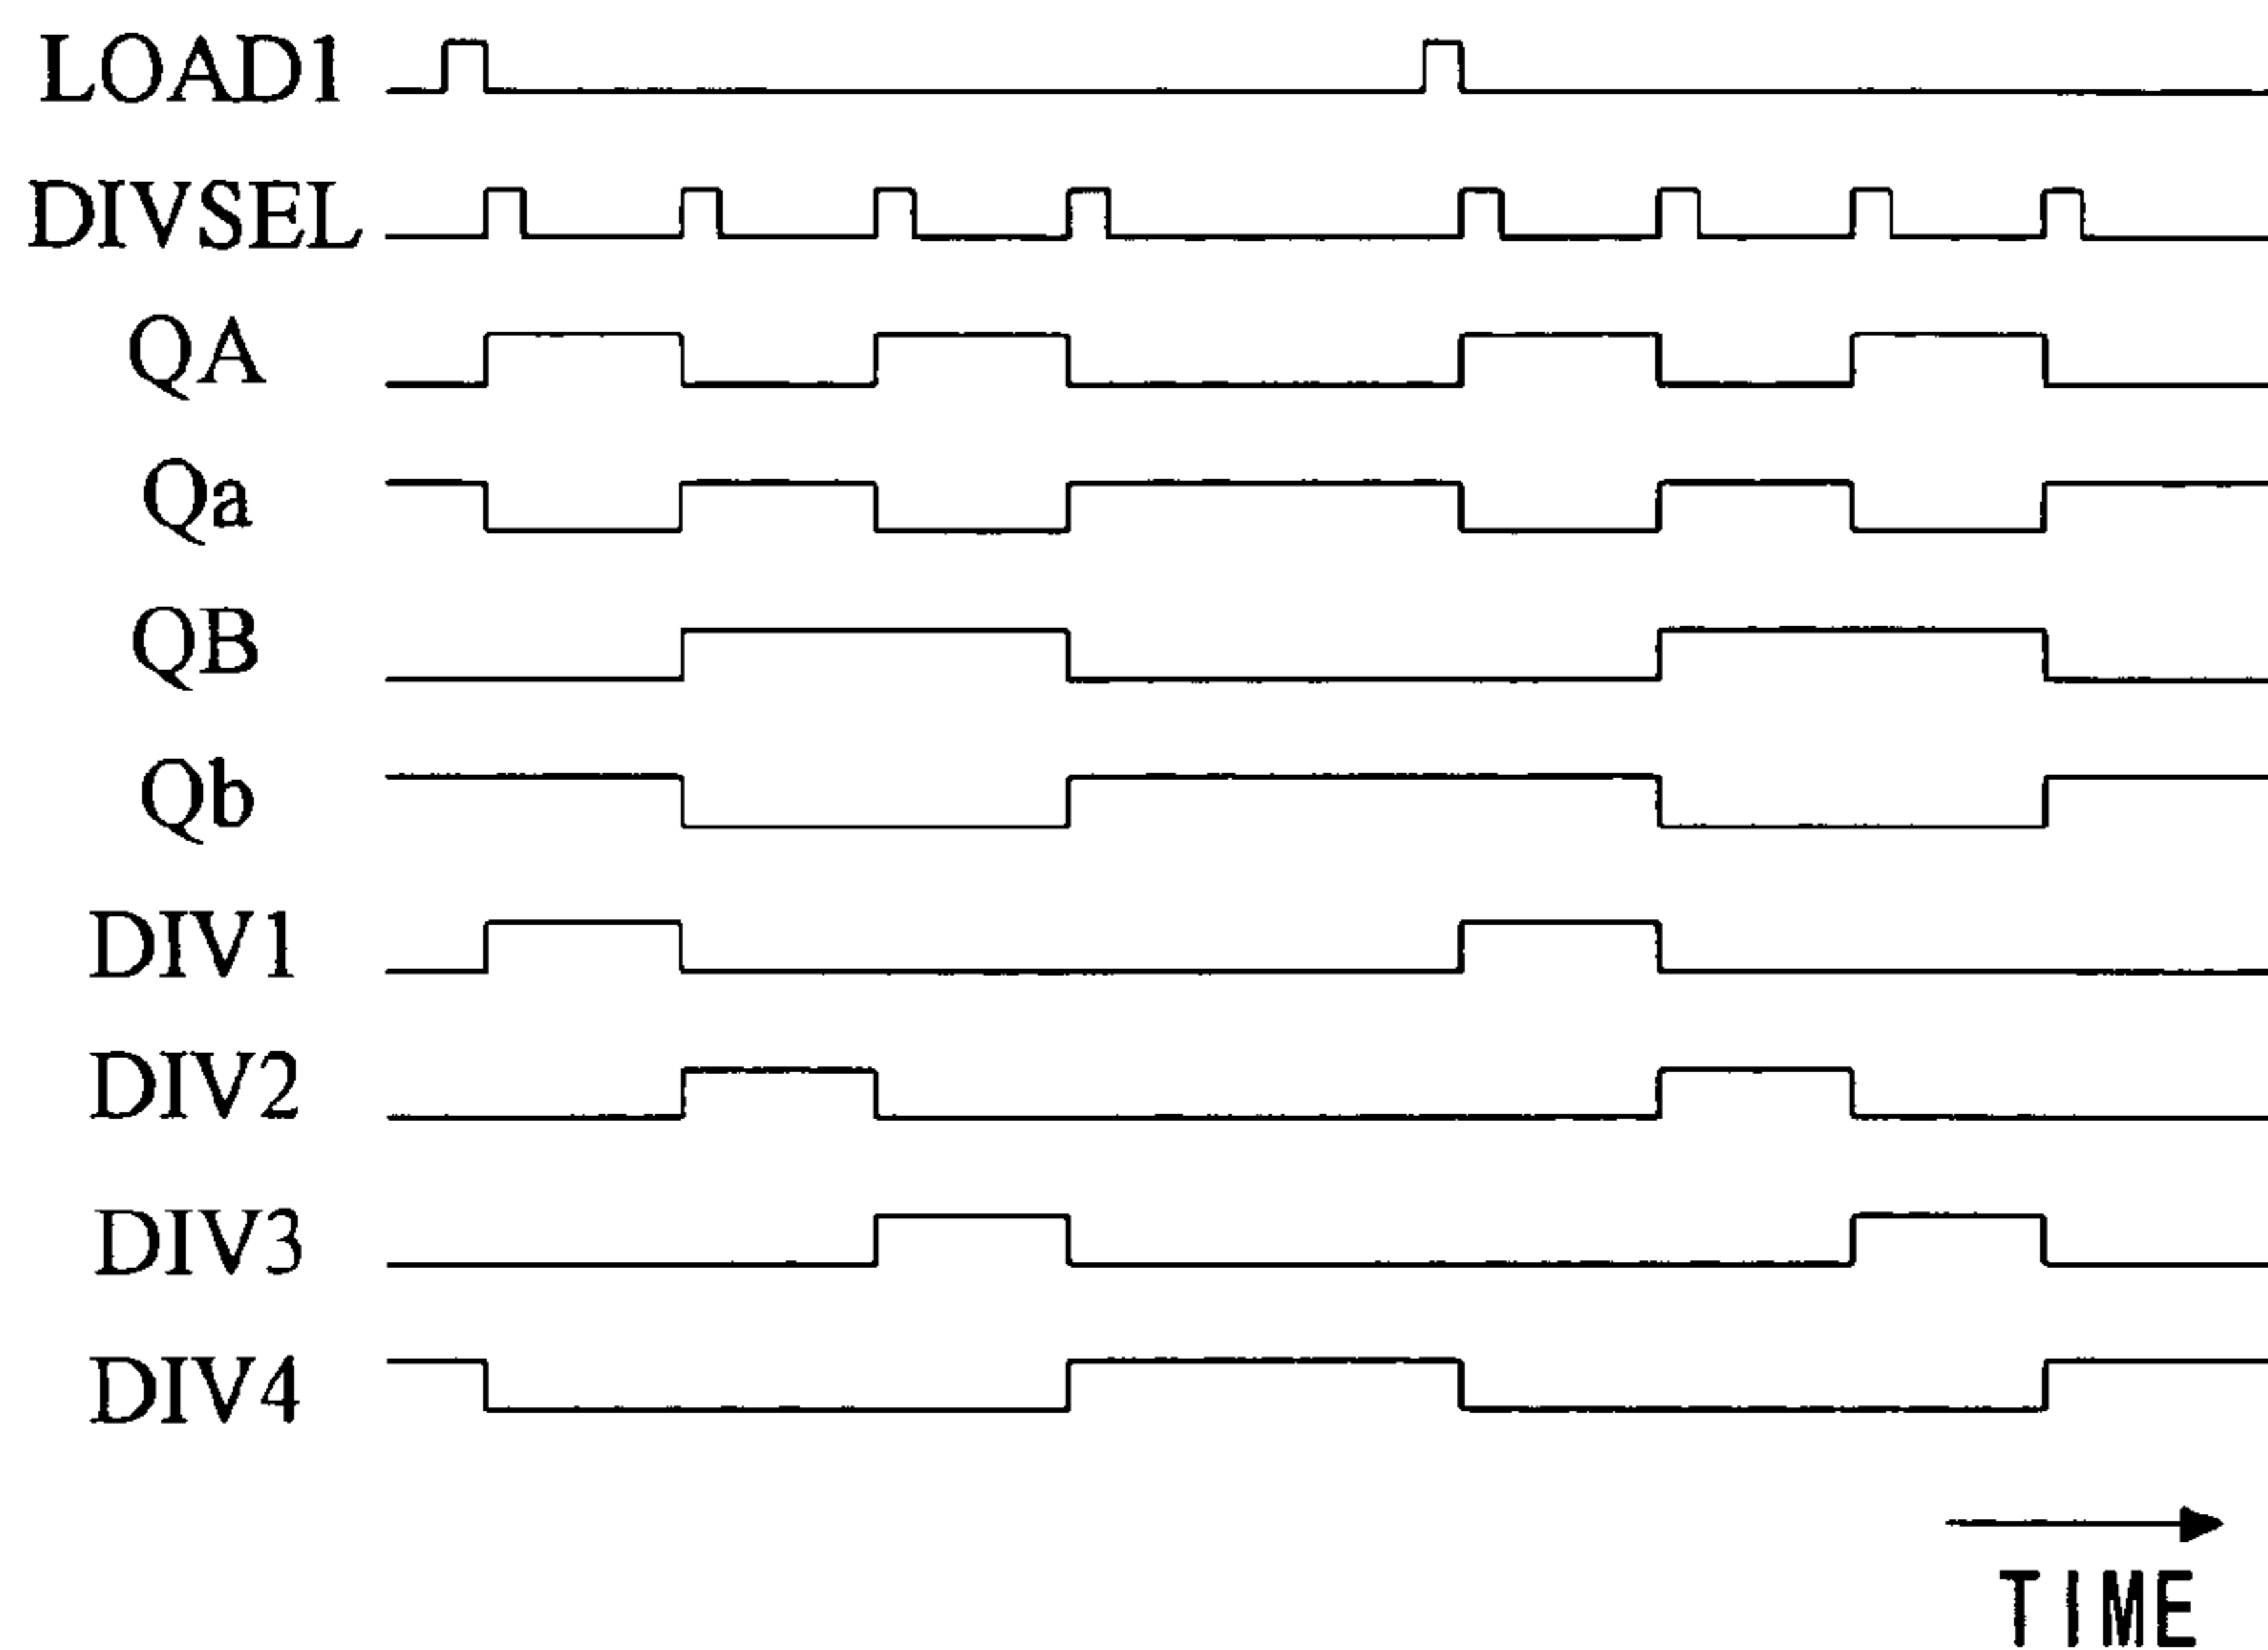 LOAD1
DIVSEL
QA
Qa
QB
Qb
DIV1
DIV2
DIV3
DIV4
TIME